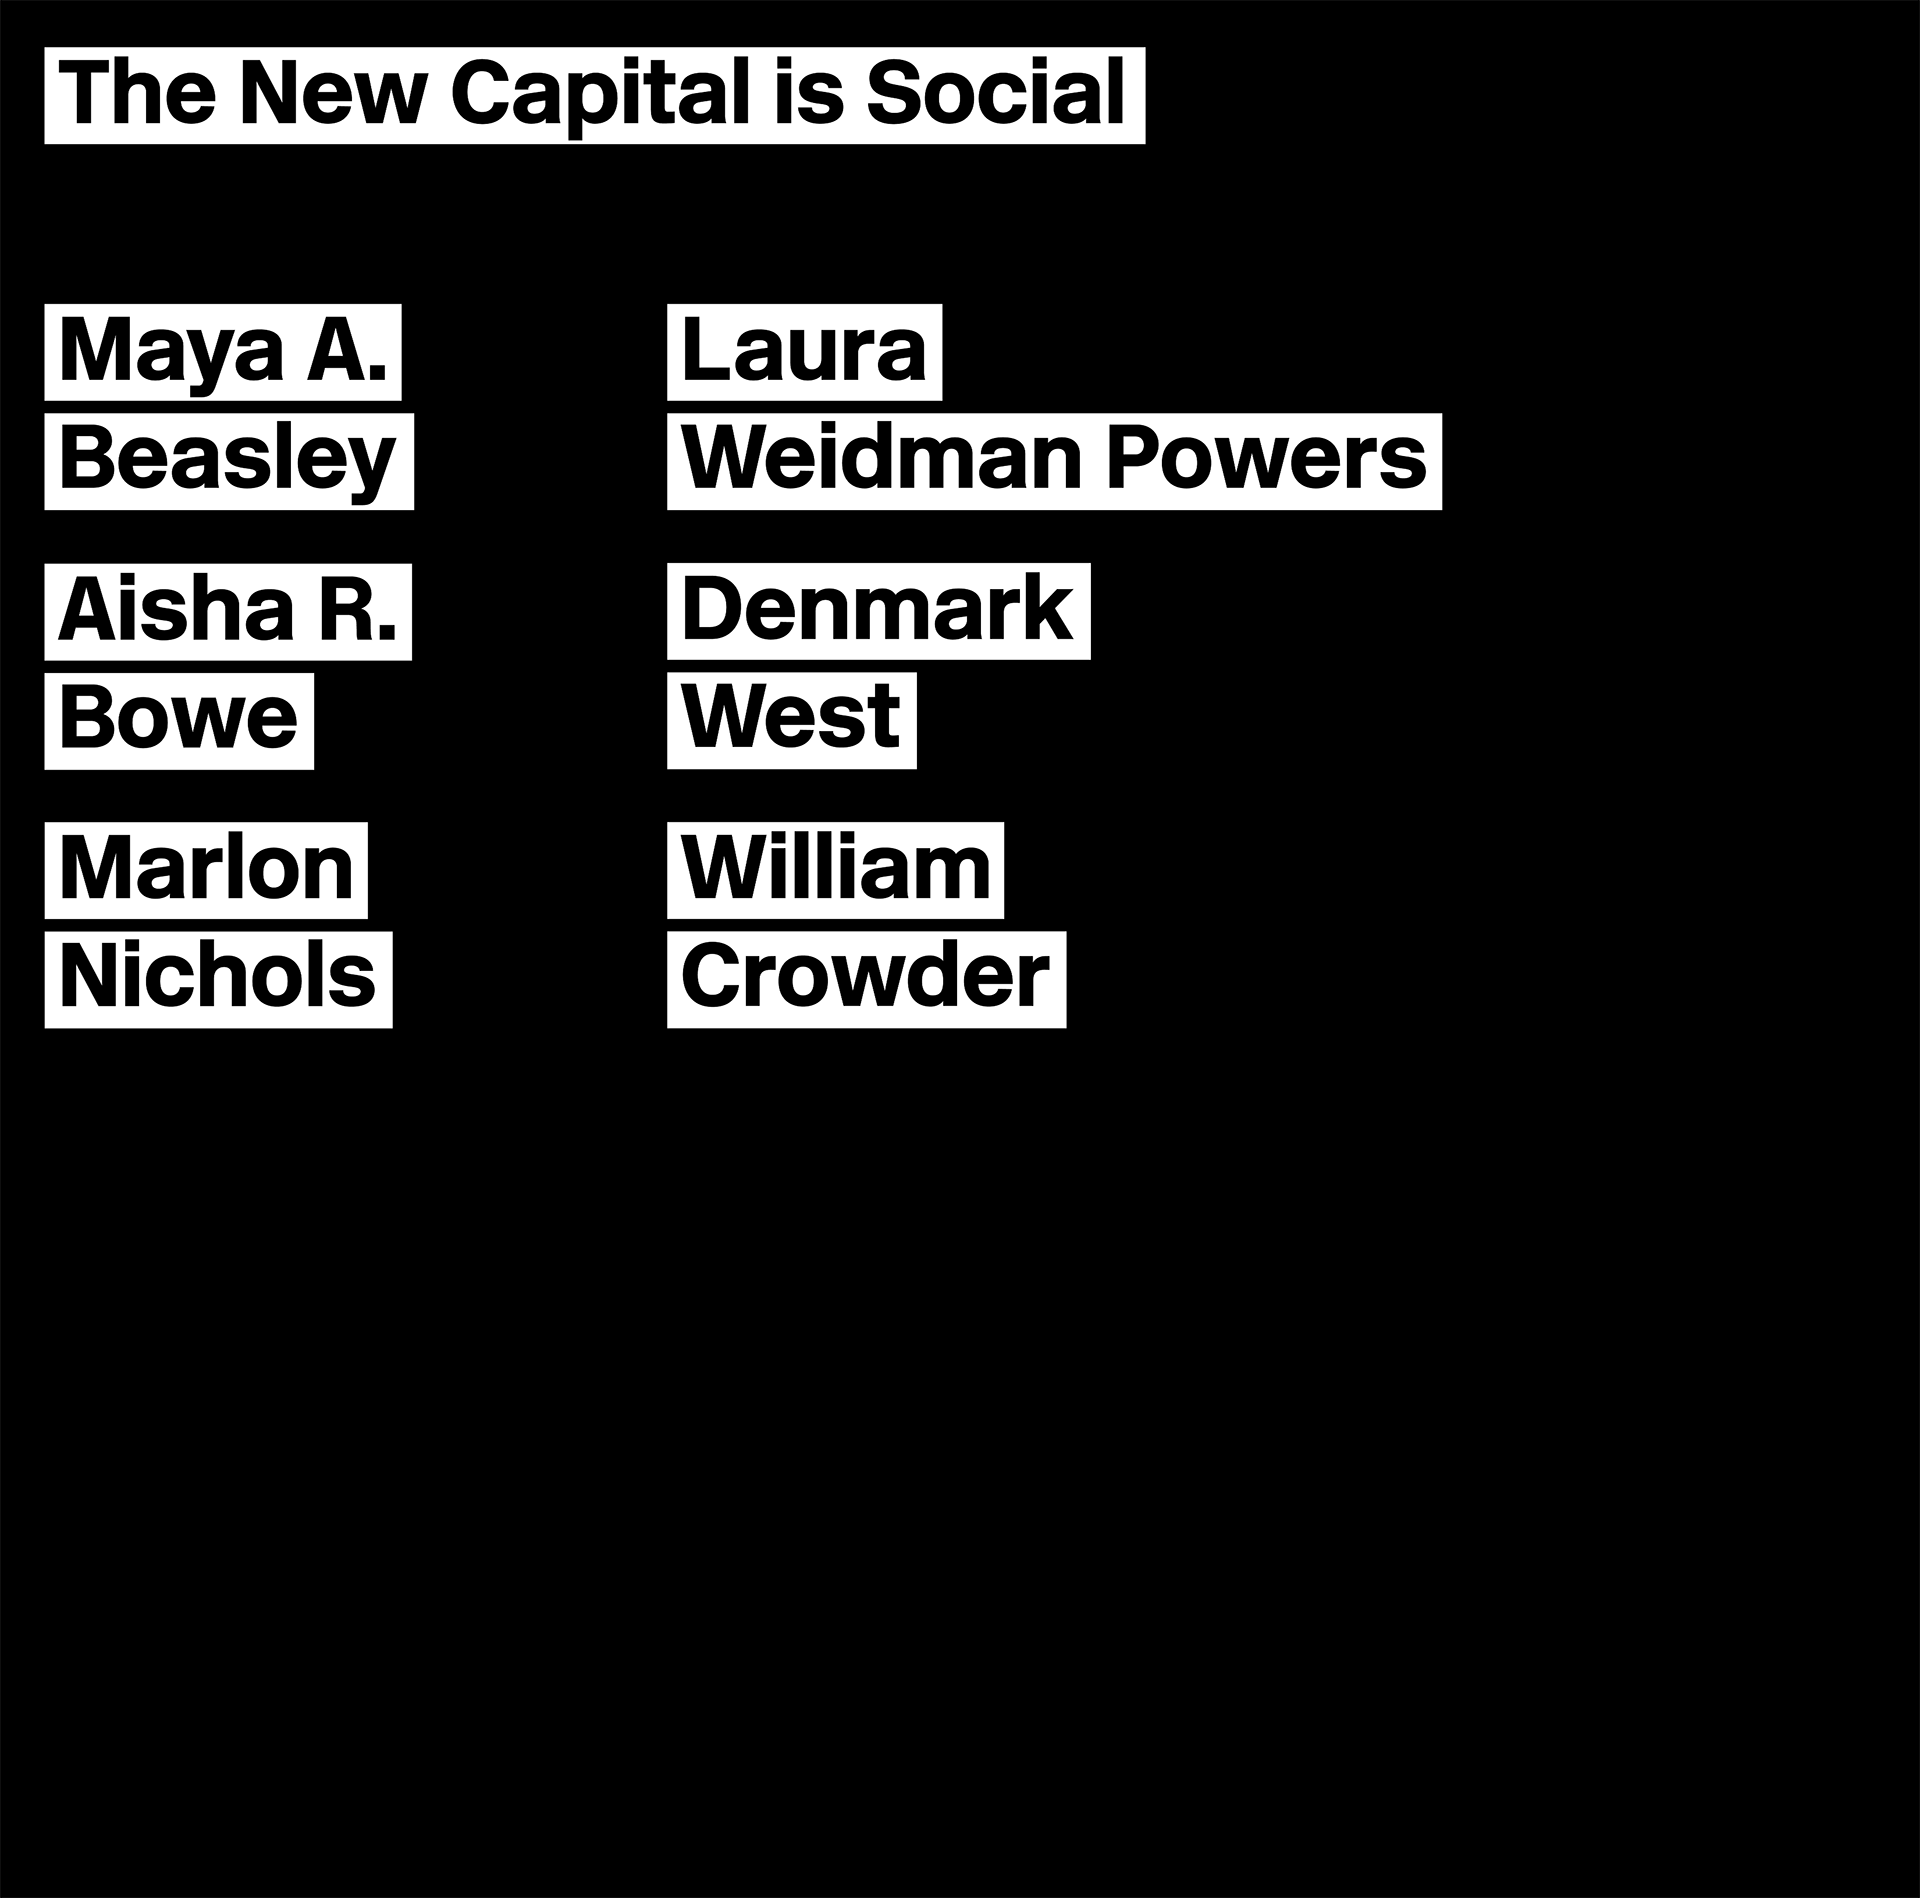 The New Capital is Social
Maya A.
Beasley
Laura
Weidman Powers
Aisha R.
Bowe
Denmark
West
Marlon
Nichols
William
Crowder